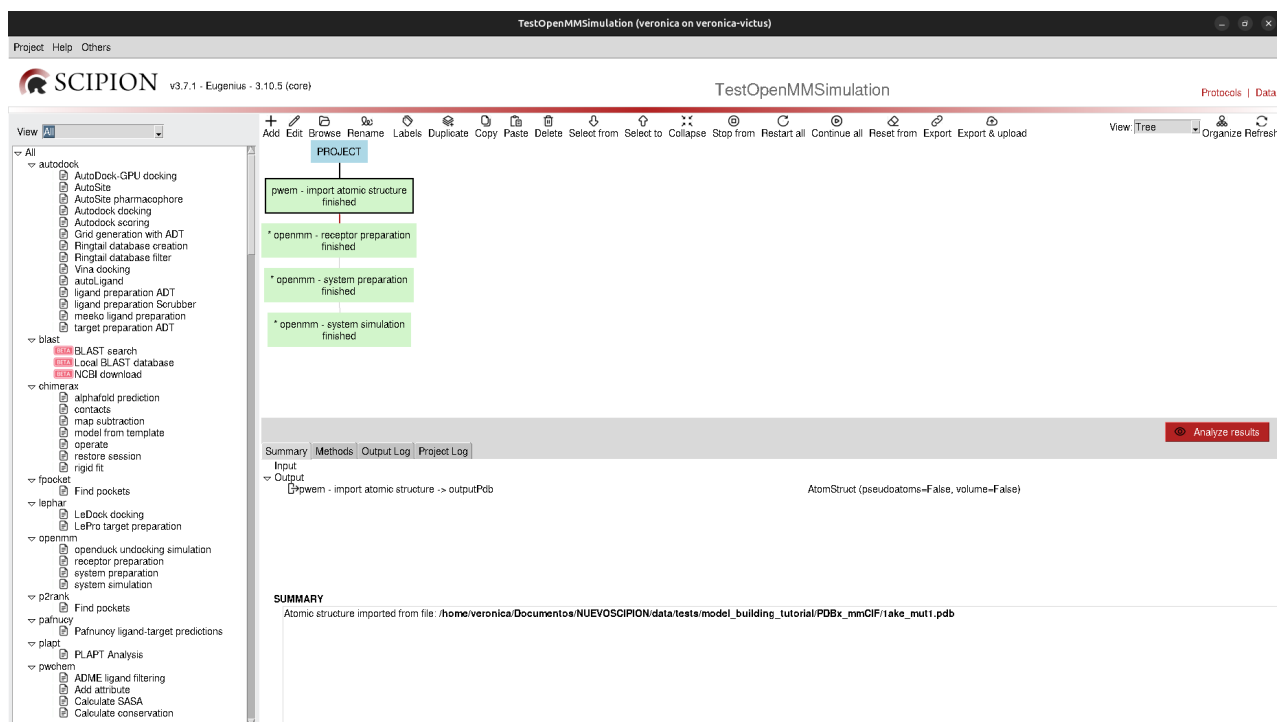 TestOpenMMSimulation (veronica on veronica-victus)
Project Help Others
SCIPION v3.7.1 - Eugenius - 3.10.5 (core)
TestOpenMMSimulation
Protocols | Data
View All
Add Edit Browse Rename Labels Duplicate Copy Paste Delete Select from Select to Collapse Stop from Restart all Continue all Reset from Export Export & upload
View: Tree
Organize Refresh
All
autodock
AutoDock-GPU docking
AutoSite
AutoSite pharmacophore
Autodock docking
Autodock scoring
Grid generation with ADT
Ringtail database creation
Ringtail database filter
Vina docking
autoLigand
ligand preparation ADT
ligand preparation Scrubber
meeko ligand preparation
target preparation ADT
blast
BETA BLAST search
BETA Local BLAST database
BETA NCBI download
chimerax
alphafold prediction
contacts
map subtraction
model from template
operate
restore session
rigid fit
fpocket
Find pockets
lephar
LeDock docking
LePro target preparation
openmm
openduck undocking simulation
receptor preparation
system preparation
system simulation
p2rank
Find pockets
pafnucy
Pafnuncy ligand-target predictions
plapt
PLAPT Analysis
pwchem
ADME ligand filtering
Add attribute
Calculate SASA
Calculate conservation
PROJECT
pwem - import atomic structure
finished
* openmm - receptor preparation
finished
* openmm - system preparation
finished
* openmm - system simulation
finished
Analyze results
Summary Methods Output Log Project Log
Input
Output
pwem - import atomic structure -> outputPdb
AtomStruct (pseudoatoms=False, volume=False)
SUMMARY
Atomic structure imported from file: /home/veronica/Documentos/NUEVOSCIPION/data/tests/model_building_tutorial/PDBx_mmCIF/1ake_mut1.pdb